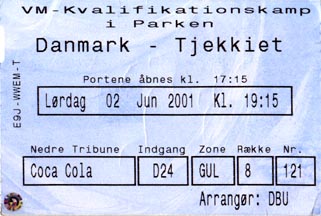 VM-Kvalifikationskamp
i Parken
Danmark - Tjekkiet
Portene åbnes kl. 17:15
Lørdag 02 Jun 2001 Kl. 19:15
Nedre Tribune Indgang Zone Række Nr.
Coca Cola D24 GUL 8 121
Arrangør: DBU
E9J-WWEM-T